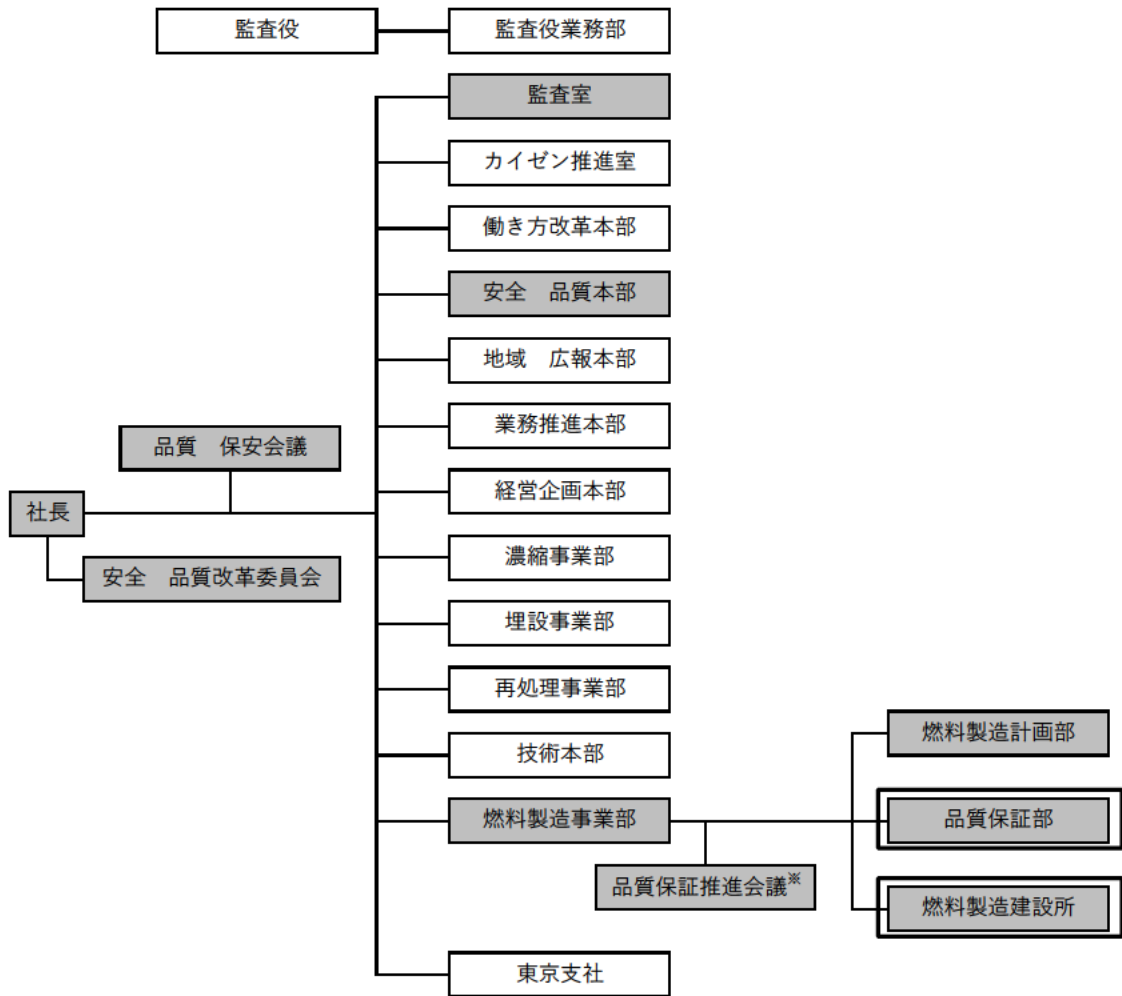 監査役
監査役業務部
監査室
カイゼン推進室
働き方改革本部
安全　品質本部
地域　広報本部
業務推進本部
品質　保安会議
経営企画本部
社長
濃縮事業部
安全　品質改革委員会
埋設事業部
再処理事業部
燃料製造計画部
技術本部
燃料製造事業部
品質保証部
品質保証推進会議※
燃料製造建設所
東京支社